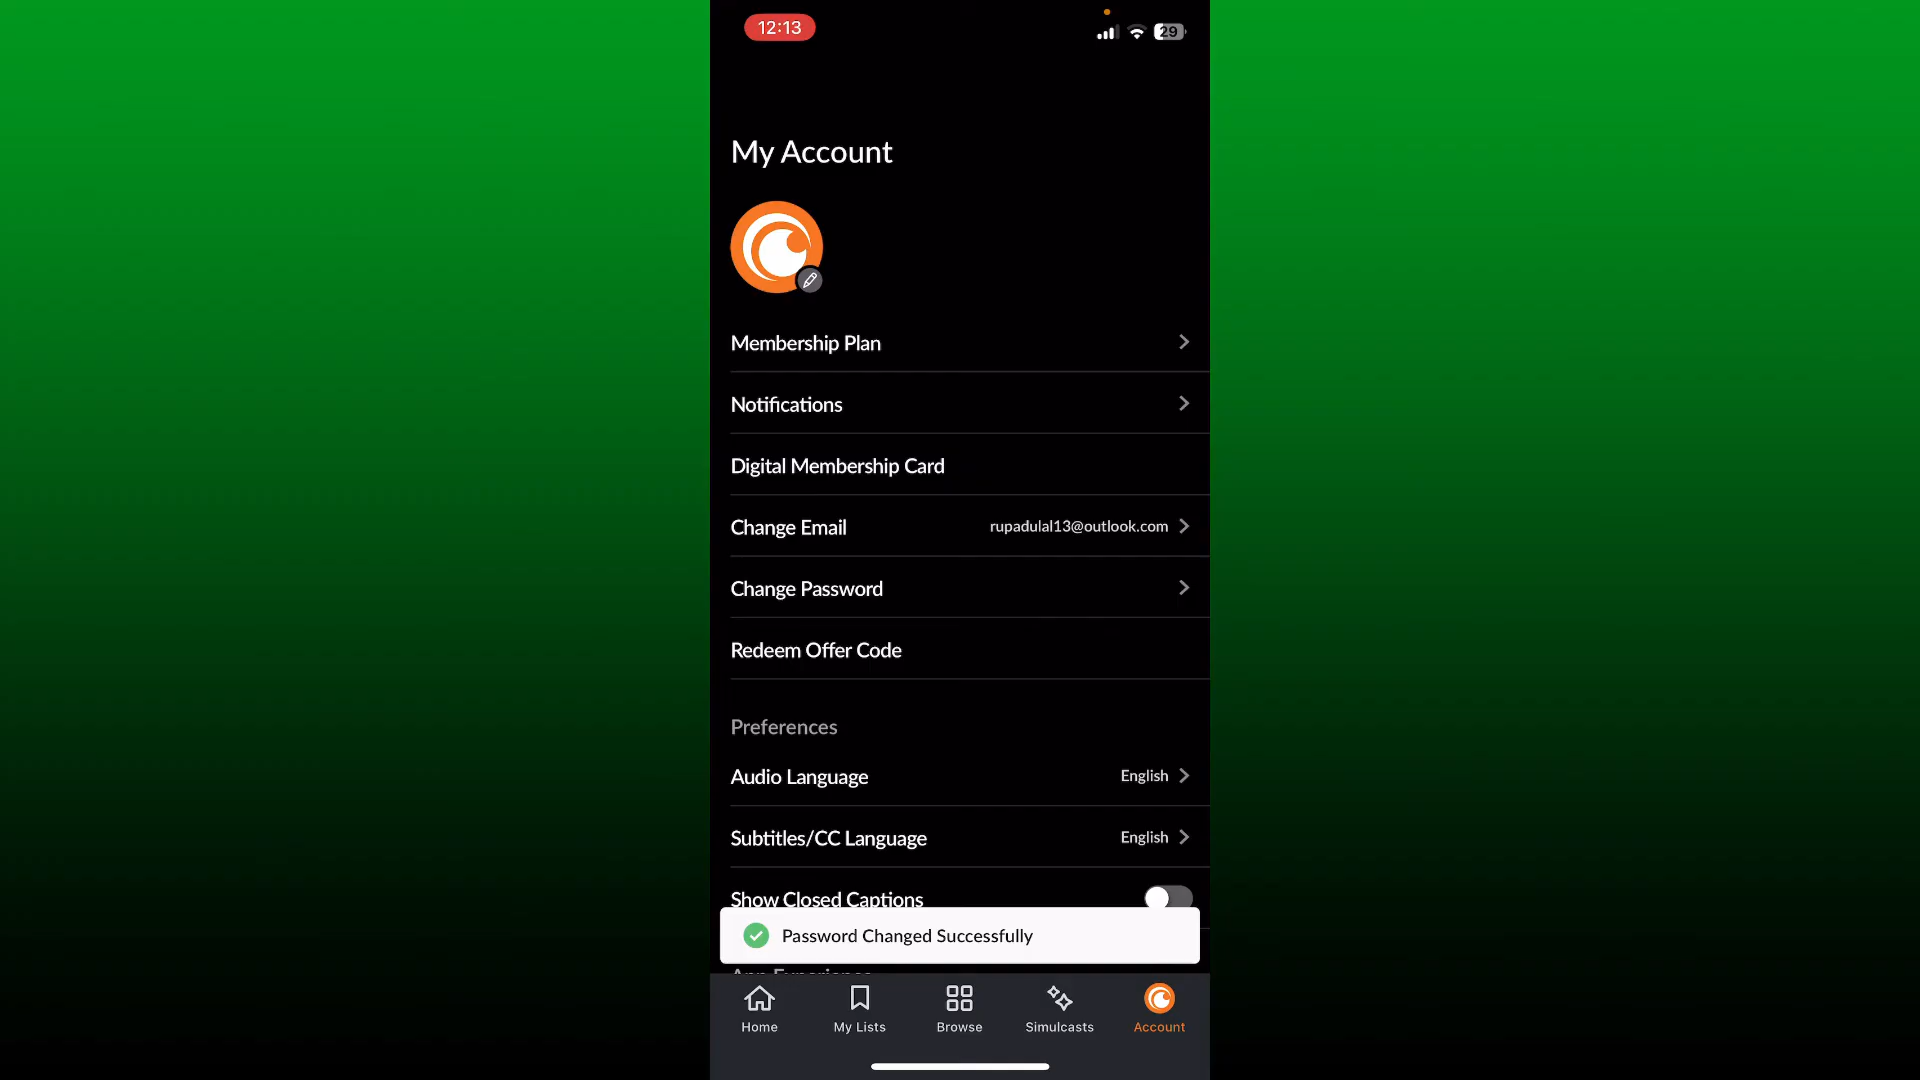 12:13
29
My Account
Membership Plan
Notifications
Digital Membership Card
Change Email rupadulal13@outlook.com
Change Password
Redeem Offer Code
Preferences
Audio Language English
Subtitles/CC Language English
Show Closed Captions
Password Changed Successfully
App Experience
Home My Lists Browse Simulcasts Account